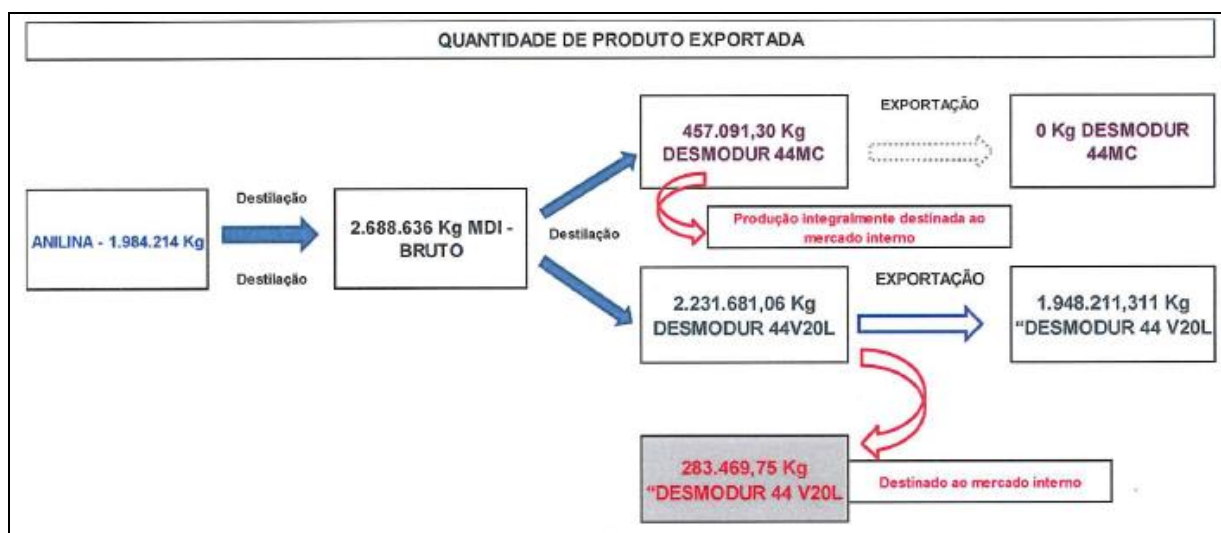 QUANTIDADE DE PRODUTO EXPORTADA
457.091,30 Kg
DESMODUR 44MC
EXPORTAÇÃO
0 Kg DESMODUR
44MC
Produção integralmente destinada ao
mercado interno
ANILINA - 1.984.214 Kg
Destilação
Destilação
2.688.636 Kg MDI -
BRUTO
Destilação
2.231.681,06 Kg
DESMODUR 44V20L
EXPORTAÇÃO
1.948.211,311 Kg
“DESMODUR 44 V20L
283.469,75 Kg
“DESMODUR 44 V20L
Destinado ao mercado interno